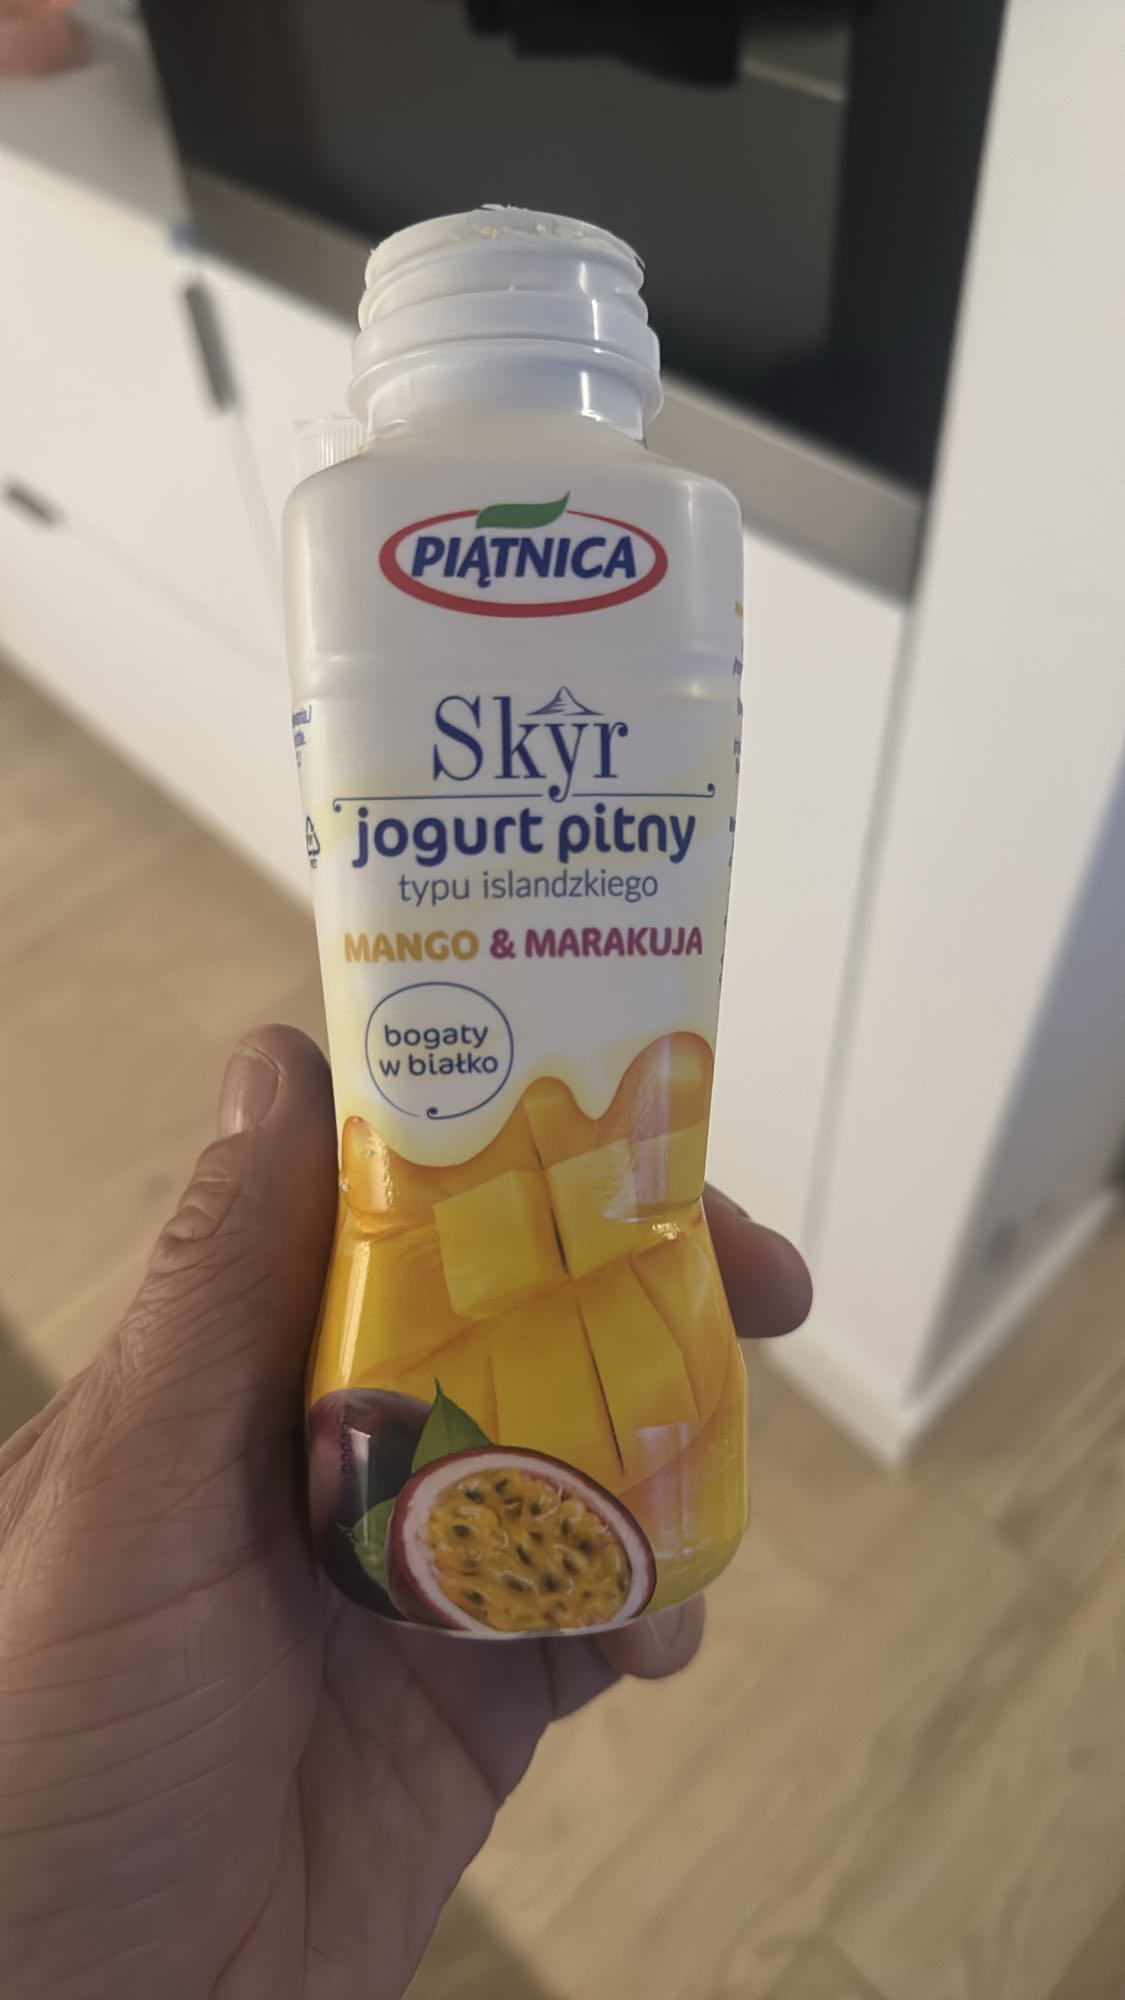 PIĄTNICA
Skyr
jogurt pitny
typu islandzkiego
MANGO & MARAKUJA
bogaty
w białko